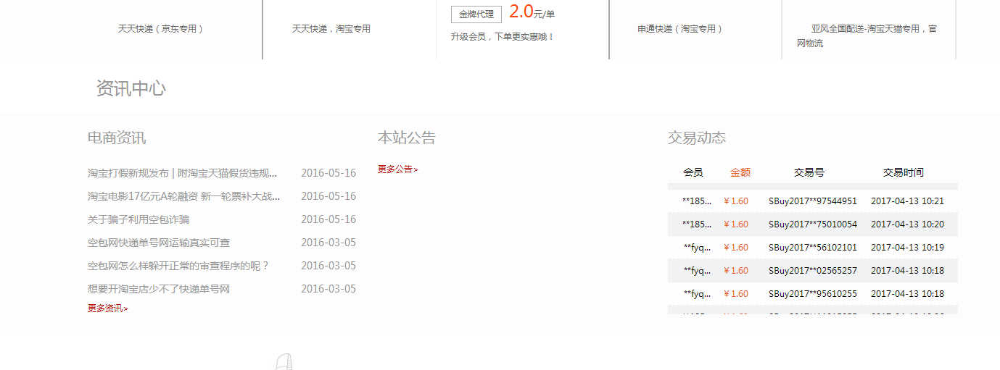 天天快递（京东专用）
天天快递，淘宝专用
金牌代理 2.0元/单
升级会员，下单更实惠哦！
申通快递（淘宝专用）
亚风全国配送-淘宝天猫专用，官
网物流
资讯中心
电商资讯
淘宝打假新规发布 | 附淘宝天猫假货违规... 2016-05-16
淘宝电影17亿元A轮融资 新一轮票补大战... 2016-05-16
关于骗子利用空包诈骗 2016-05-16
空包网快递单号网运输真实可查 2016-03-05
空包网怎么样躲开正常的审查程序的呢？ 2016-03-05
想要开淘宝店少不了快递单号网 2016-03-05
更多资讯>
本站公告
更多公告>
交易动态
会员 金额 交易号 交易时间
**185... ￥1.60 SBuy2017**97544951 2017-04-13 10:21
**185... ￥1.60 SBuy2017**75010054 2017-04-13 10:20
**fyq... ￥1.60 SBuy2017**56102101 2017-04-13 10:19
**fyq... ￥1.60 SBuy2017**02565257 2017-04-13 10:18
**fyq... ￥1.60 SBuy2017**95610255 2017-04-13 10:18